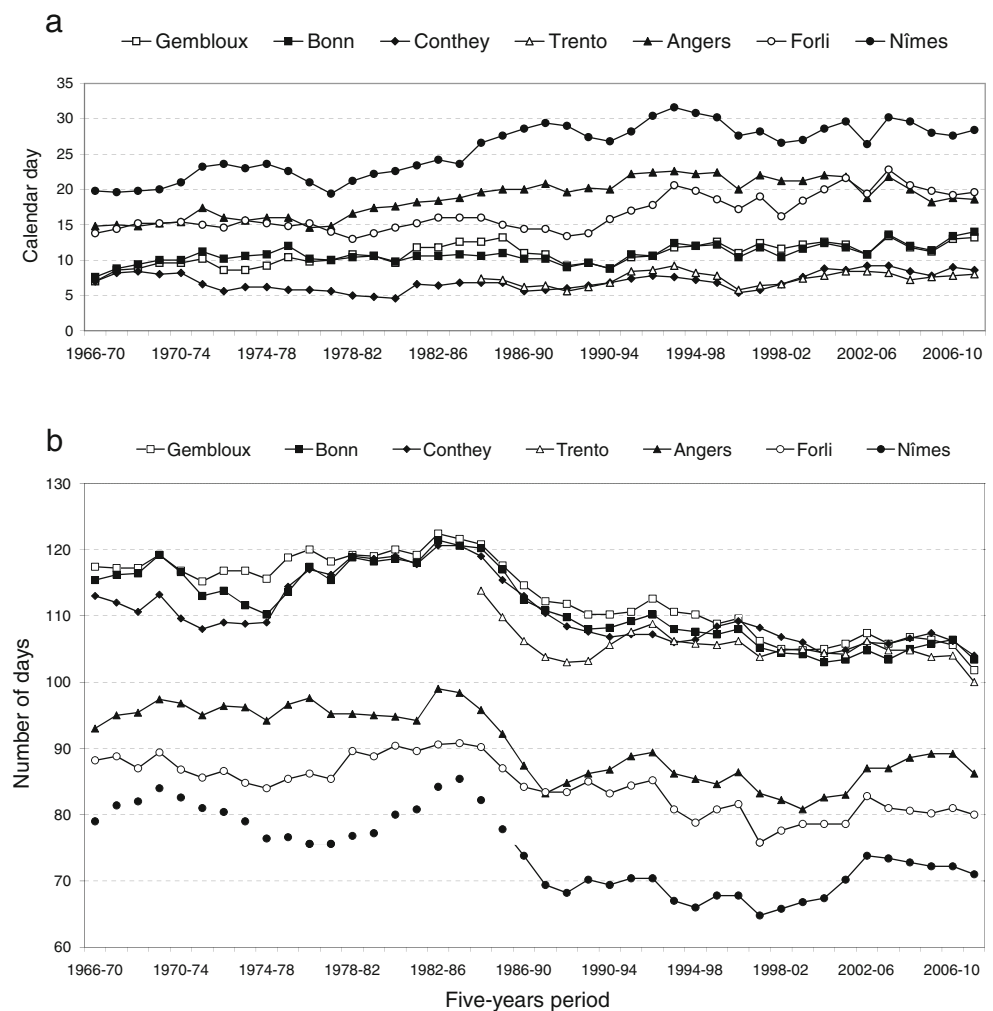 a
Gembloux Bonn Conthey Trento Angers Forli Nîmes
35
30
25
20
15
10
5
0
Calendar day
1966-70 1970-74 1974-78 1978-82 1982-86 1986-90 1990-94 1994-98 1998-02 2002-06 2006-10
b
Gembloux Bonn Conthey Trento Angers Forli Nîmes
130
120
110
100
90
80
70
60
Number of days
1966-70 1970-74 1974-78 1978-82 1982-86 1986-90 1990-94 1994-98 1998-02 2002-06 2006-10
Five-years period